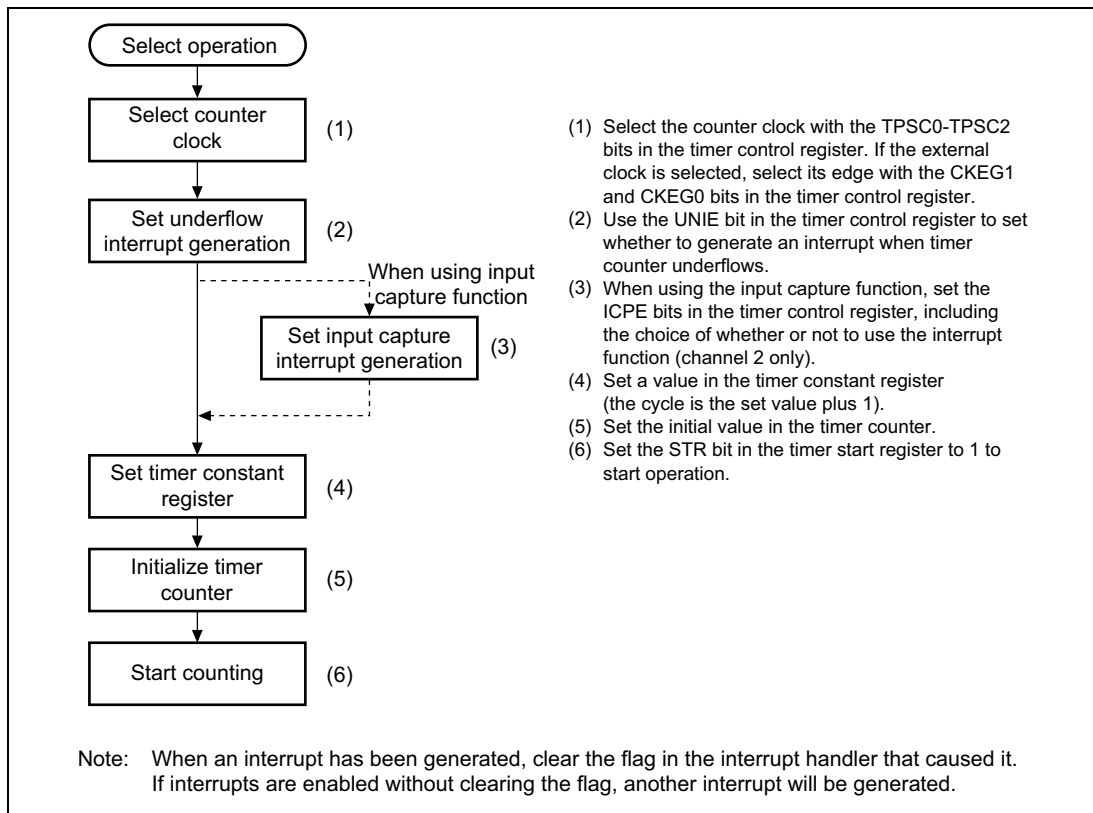 Select operation
Select counter
clock
(1)
Set underflow
interrupt generation
(2)
When using input
capture function
Set input capture
interrupt generation
(3)
Set timer constant
register
(4)
Initialize timer
counter
(5)
Start counting
(6)
(1) Select the counter clock with the TPSC0-TPSC2
bits in the timer control register. If the external
clock is selected, select its edge with the CKEG1
and CKEG0 bits in the timer control register.
(2) Use the UNIE bit in the timer control register to set
whether to generate an interrupt when timer
counter underflows.
(3) When using the input capture function, set the
ICPE bits in the timer control register, including
the choice of whether or not to use the interrupt
function (channel 2 only).
(4) Set a value in the timer constant register
(the cycle is the set value plus 1).
(5) Set the initial value in the timer counter.
(6) Set the STR bit in the timer start register to 1 to
start operation.
Note: When an interrupt has been generated, clear the flag in the interrupt handler that caused it.
If interrupts are enabled without clearing the flag, another interrupt will be generated.